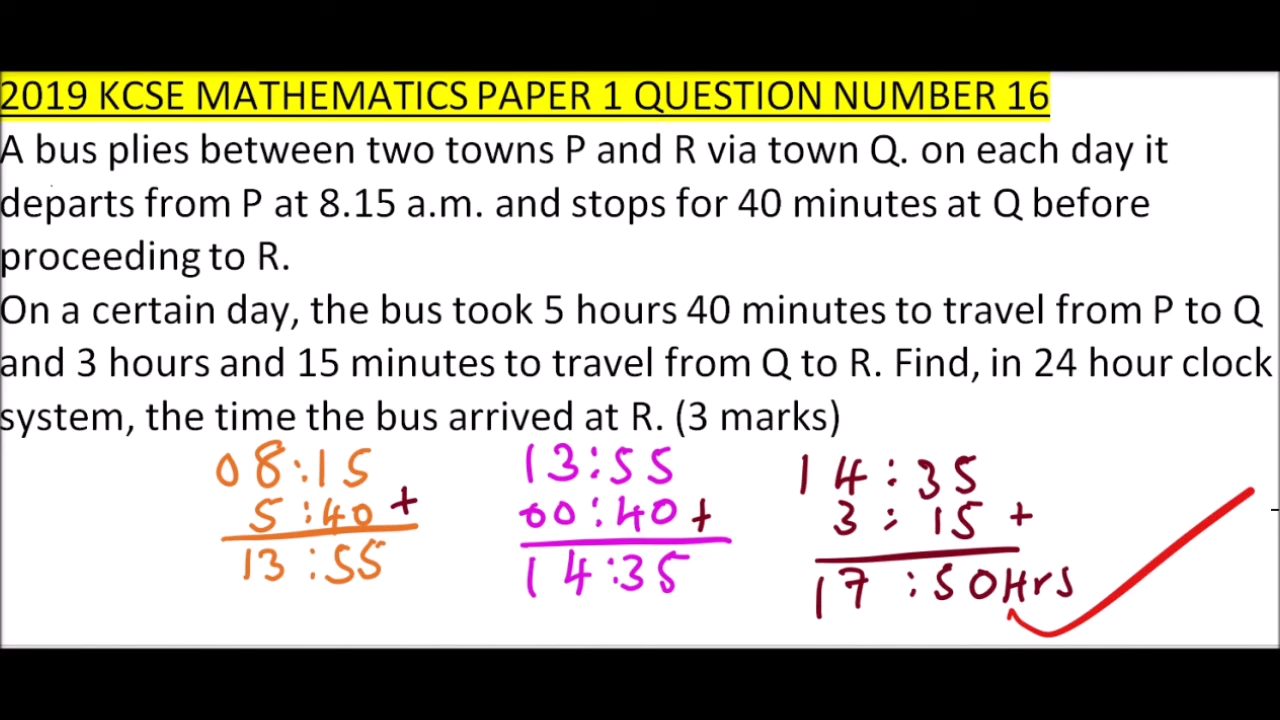 2019 KCSE MATHEMATICS PAPER 1 QUESTION NUMBER 16
A bus plies between two towns P and R via town Q. on each day it
departs from P at 8.15 a.m. and stops for 40 minutes at Q before
proceeding to R.
On a certain day, the bus took 5 hours 40 minutes to travel from P to Q
and 3 hours and 15 minutes to travel from Q to R. Find, in 24 hour clock
system, the time the bus arrived at R. (3 marks)
08:15
5:40 +
13:55
13:55
00:40 +
14:35
14:35
3:15 +
17:50Hrs